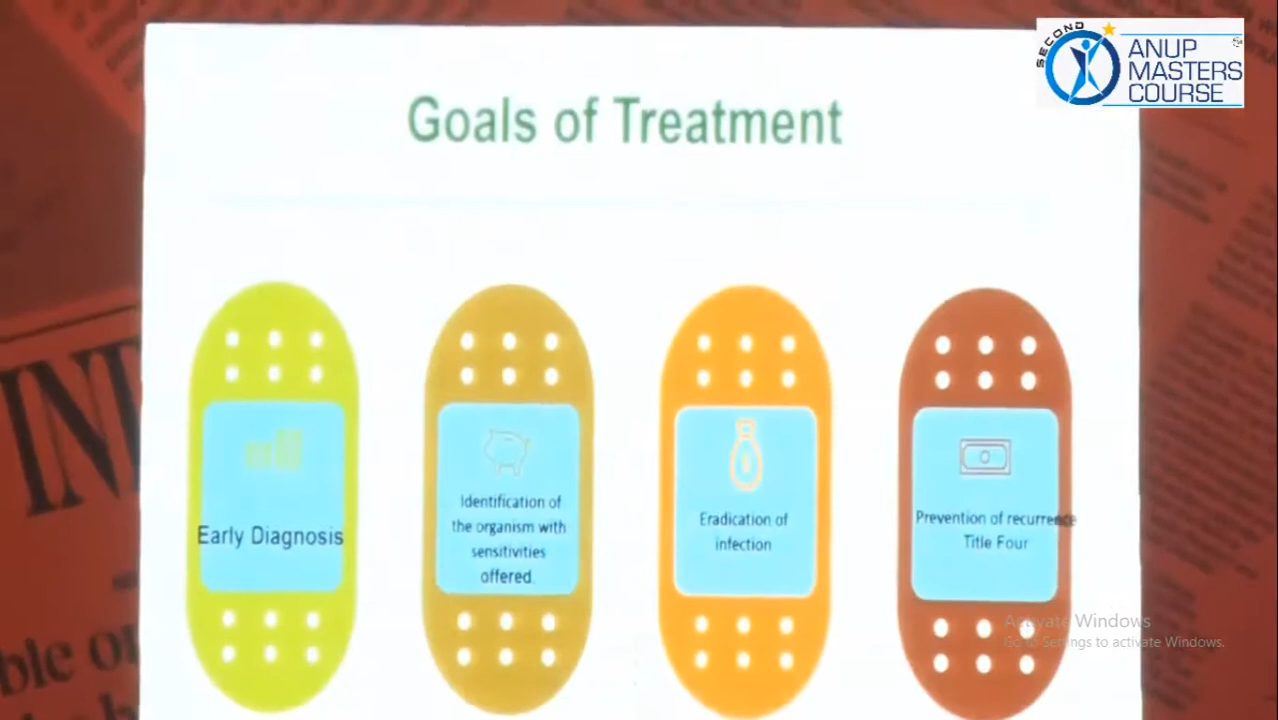 SECOND
ANUP
MASTERS
COURSE
Goals of Treatment
Early Diagnosis
Identification of
the organism with
sensitivities
offered.
Eradication of
infection
Prevention of recurrence
Title Four
Activate Windows
Go to Settings to activate Windows.
ble